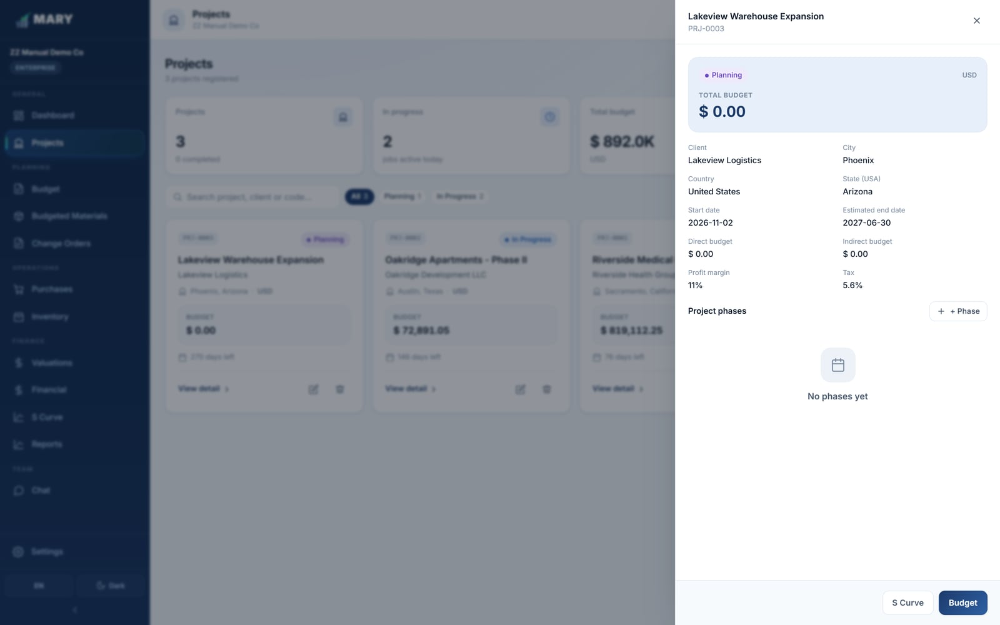 MARY
ZZ Manual Demo Co
ENTERPRISE
GENERAL
Dashboard
Projects
PLANNING
Budget
Budgeted Materials
Change Orders
OPERATIONS
Purchases
Inventory
FINANCE
Valuations
Financial
S Curve
Reports
TEAM
Chat
Settings
EN
Dark
Projects
ZZ Manual Demo Co
Projects
3 projects registered
Projects
3
0 completed
In progress
2
jobs active today
Total budget
$ 892.0K
USD
Search project, client or code...
All 3
Planning 1
In Progress 2
PRJ-0003
Planning
Lakeview Warehouse Expansion
Lakeview Logistics
Phoenix, Arizona · USD
BUDGET
$ 0.00
270 days left
View detail
PRJ-0002
In Progress
Oakridge Apartments - Phase II
Oakridge Development LLC
Austin, Texas · USD
BUDGET
$ 72,891.05
days left
View detail
PRJ-0001
Riverside Medical
Riverside Health Group
Sacramento, Californ
BUDGET
$ 819,112.25
76 days left
View detail
Lakeview Warehouse Expansion
PRJ-0003
Planning
USD
TOTAL BUDGET
$ 0.00
Client
Lakeview Logistics
City
Phoenix
Country
United States
State (USA)
Arizona
Start date
2026-11-02
Estimated end date
2027-06-30
Direct budget
$ 0.00
Indirect budget
$ 0.00
Profit margin
11%
Tax
5.6%
Project phases
+ Phase
No phases yet
S Curve
Budget